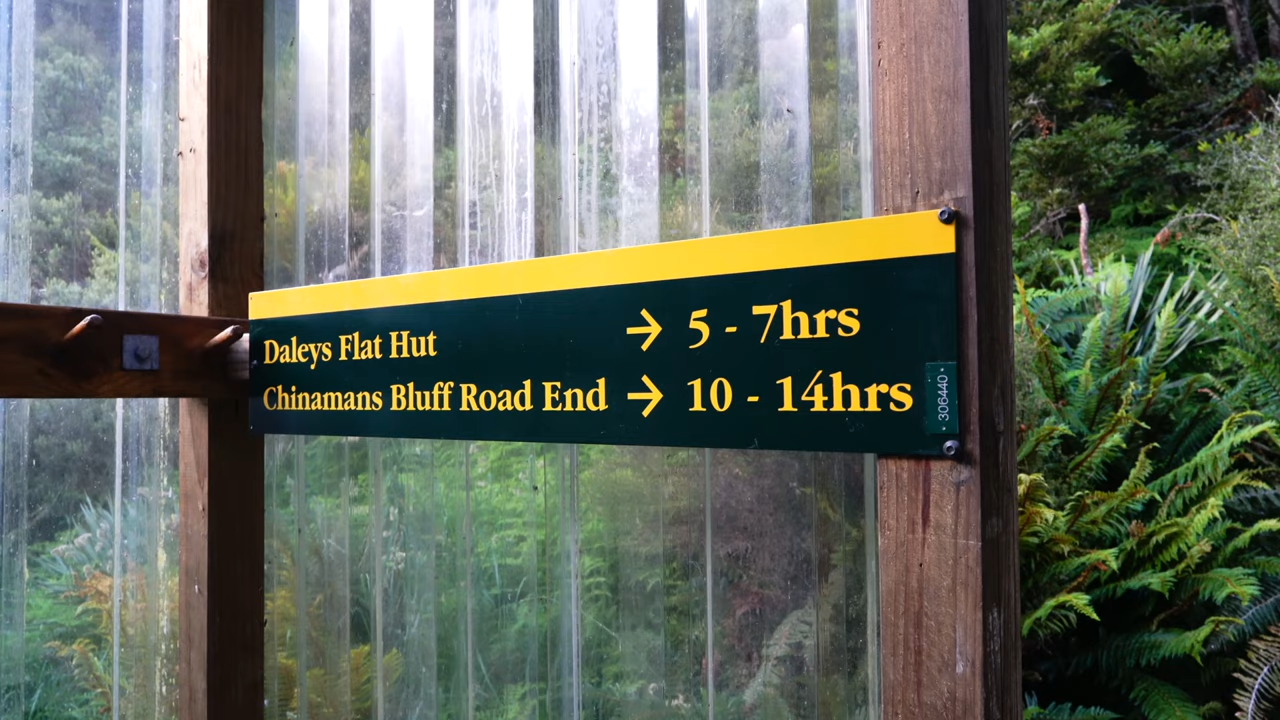 Daleys Flat Hut → 5 - 7hrs
Chinamans Bluff Road End → 10 - 14hrs
306440